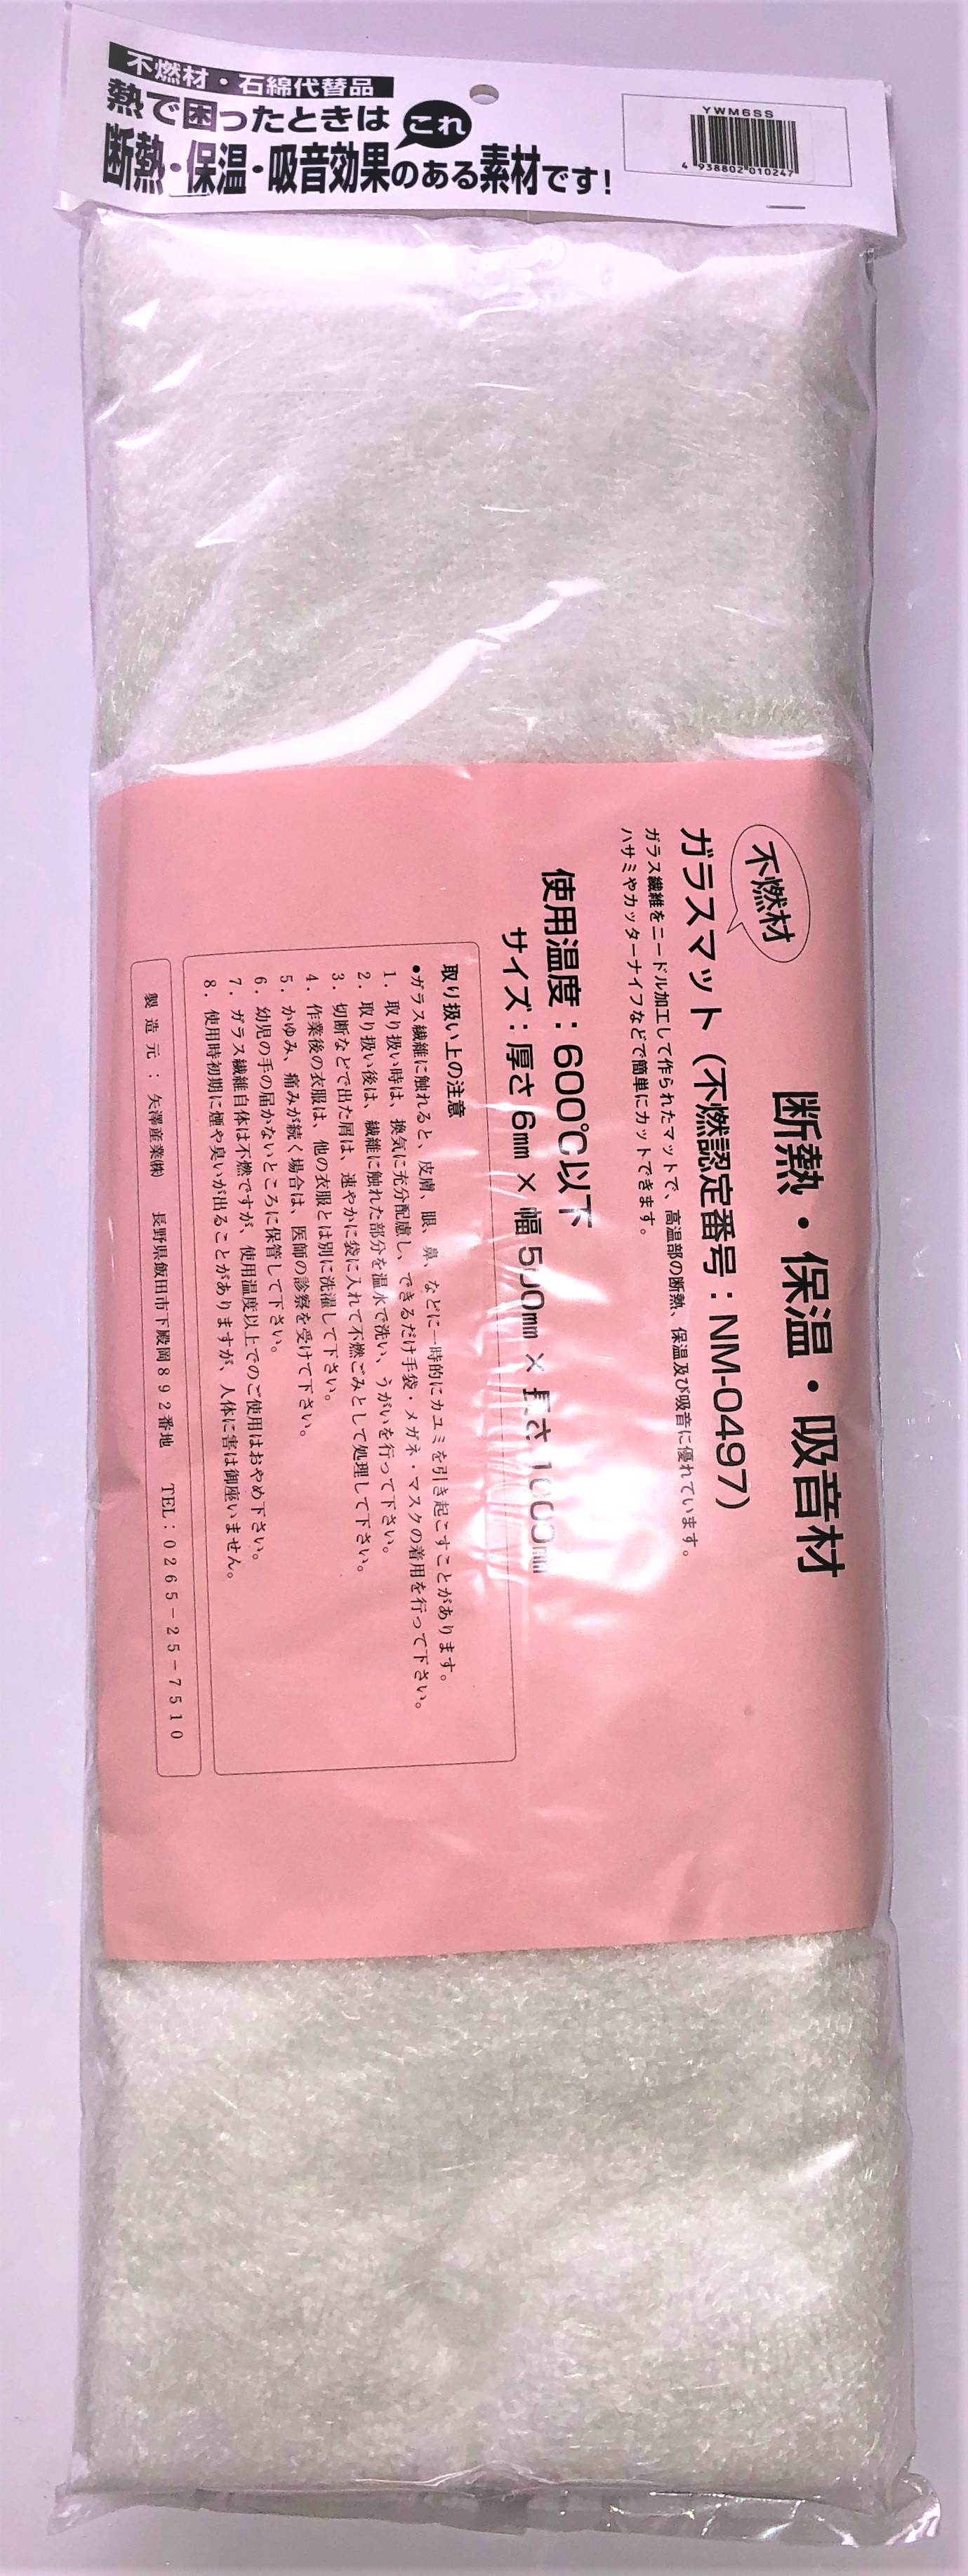 不燃材・石綿代替品
熱で困ったときは これ
断熱・保温・吸音効果のある素材です!
YWM6SS
4 938802 010247
断熱・保温・吸音材
不燃材
ガラスマット（不燃認定番号：NM-0497）
ガラス繊維をニードル加工して作られたマットで、高温部の断熱、保温及び吸音に優れています。
ハサミやカッターナイフなどで簡単にカットできます。
使用温度：600℃以下
サイズ：厚さ 6㎜ × 幅 500㎜ × 長さ 1000㎜
取り扱い上の注意
●ガラス繊維に触れると、皮膚、眼、鼻、などに一時的にカユミを引き起こすことがあります。
1. 取り扱い時は、換気に充分配慮し、できるだけ手袋・メガネ・マスクの着用を行って下さい。
2. 取り扱い後は、繊維に触れた部分を温水で洗い、うがいを行って下さい。
3. 切断などで出た屑は、速やかに袋に入れて不燃ごみとして処理して下さい。
4. 作業後の衣服は、他の衣服とは別に洗濯して下さい。
5. かゆみ、痛みが続く場合は、医師の診察を受けて下さい。
6. 幼児の手の届かないところに保管して下さい。
7. ガラス繊維自体は不燃ですが、使用温度以上でのご使用はおやめ下さい。
8. 使用時初期に煙や臭いが出ることがありますが、人体に害は御座いません。
製造元：矢澤産業㈱ 長野県飯田市下殿岡892番地 TEL：0265-25-7510